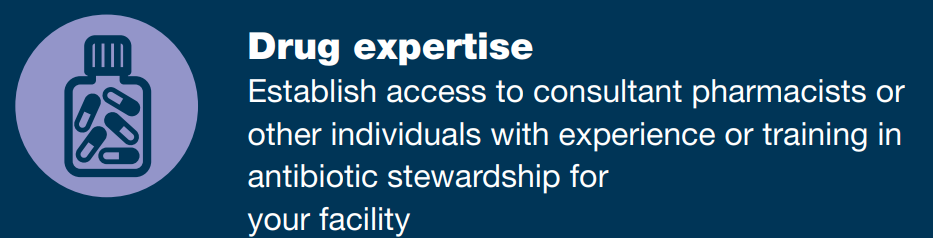 Drug expertise
Establish access to consultant pharmacists or
other individuals with experience or training in
antibiotic stewardship for
your facility